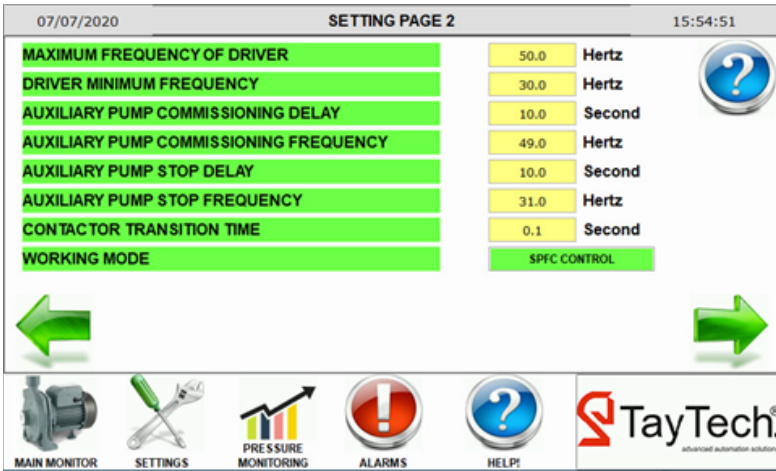 07/07/2020 SETTING PAGE 2 15:54:51
MAXIMUM FREQUENCY OF DRIVER 50.0 Hertz
DRIVER MINIMUM FREQUENCY 30.0 Hertz
AUXILIARY PUMP COMMISSIONING DELAY 10.0 Second
AUXILIARY PUMP COMMISSIONING FREQUENCY 49.0 Hertz
AUXILIARY PUMP STOP DELAY 10.0 Second
AUXILIARY PUMP STOP FREQUENCY 31.0 Hertz
CONTACTOR TRANSITION TIME 0.1 Second
WORKING MODE SPFC CONTROL
MAIN MONITOR
SETTINGS
PRESSURE
MONITORING
ALARMS
HELP!
TayTech®
advanced automation solution